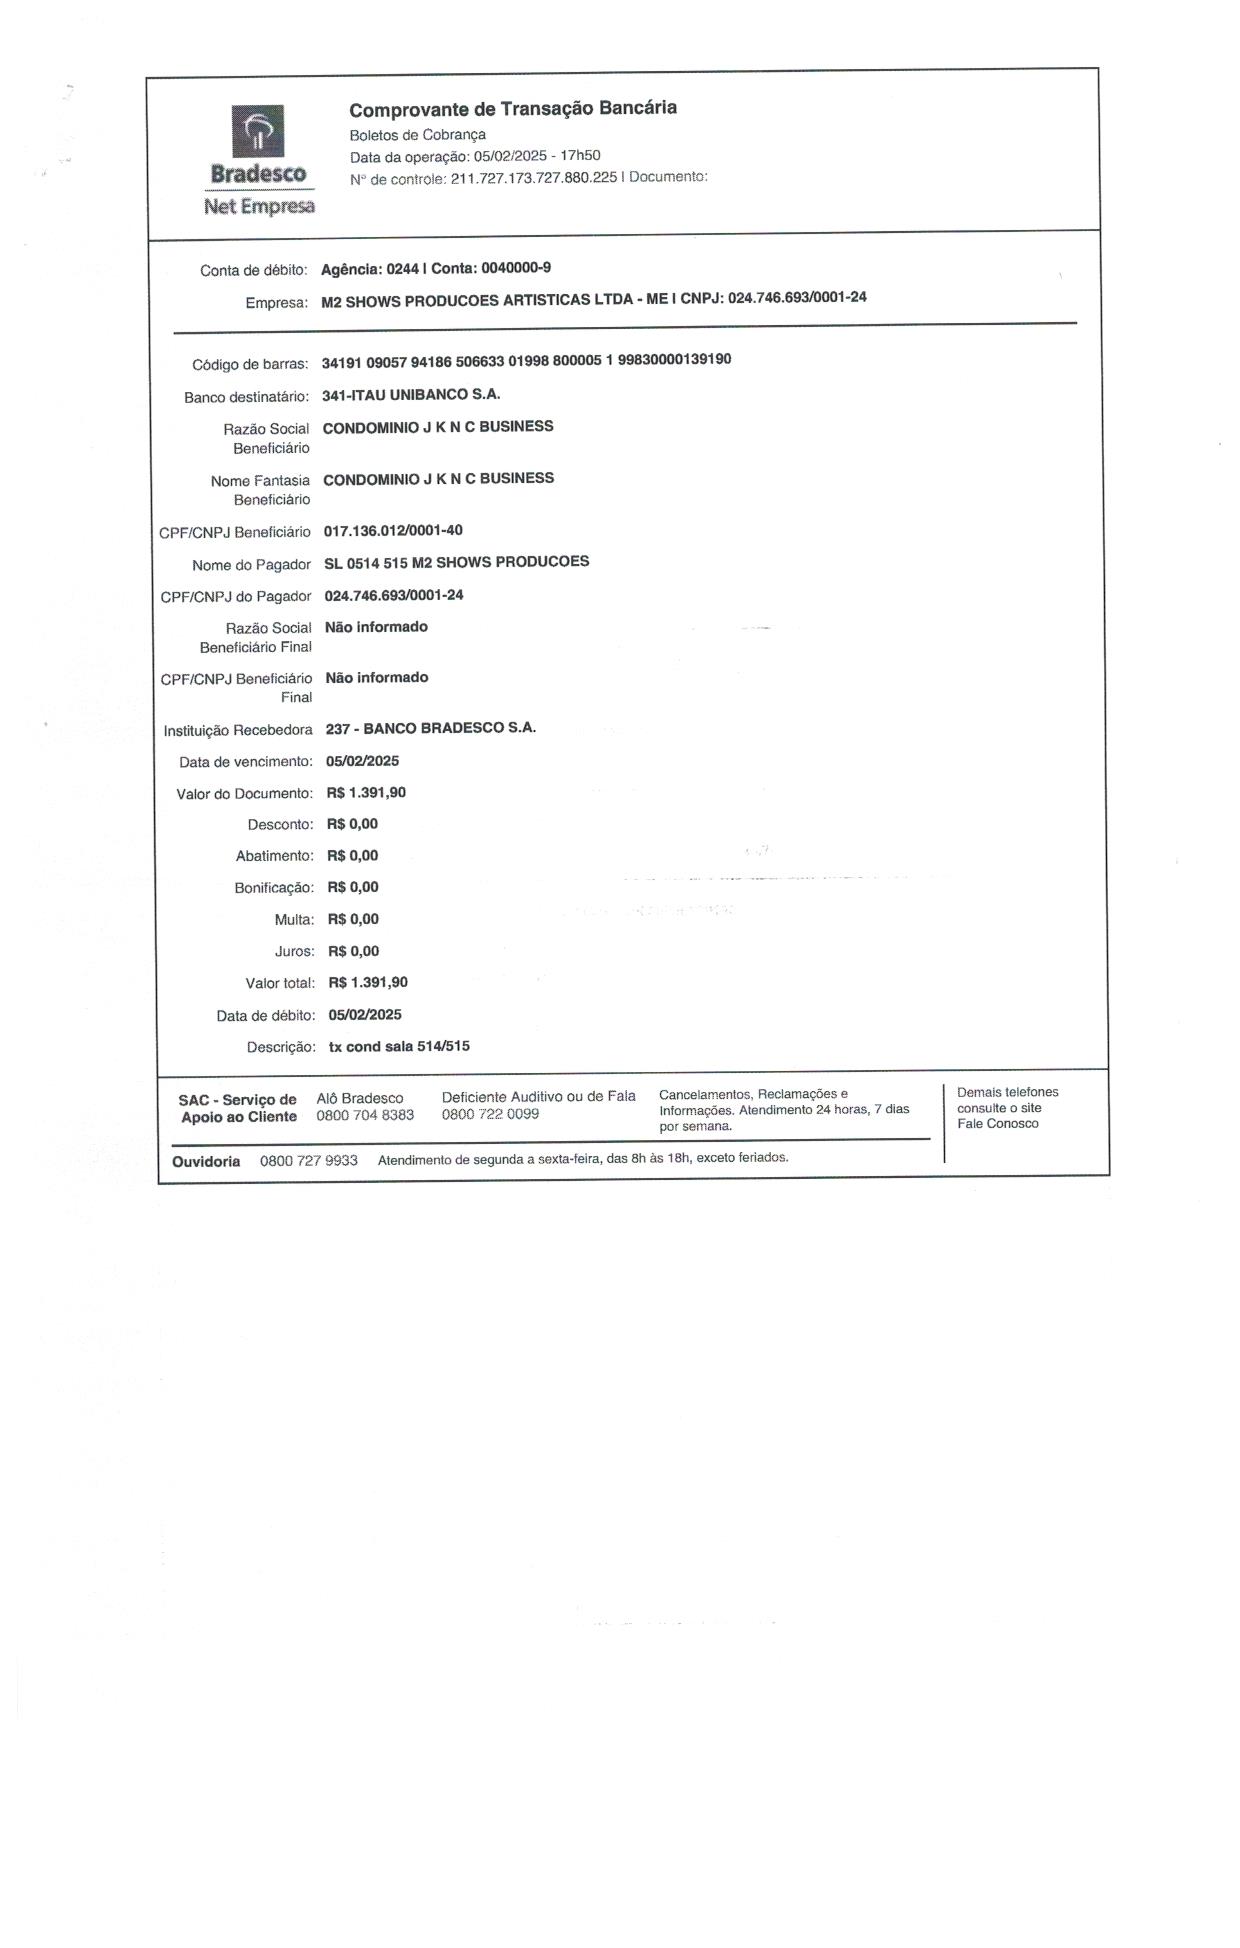 Bradesco
Net Empresa
Comprovante de Transação Bancária
Boletos de Cobrança
Data da operação: 05/02/2025 - 17h50
N° de controle: 211.727.173.727.880.225 | Documento:
Conta de débito: Agência: 0244 | Conta: 0040000-9
Empresa: M2 SHOWS PRODUCOES ARTISTICAS LTDA - ME | CNPJ: 024.746.693/0001-24
Código de barras: 34191 09057 94186 506633 01998 800005 1 99830000139190
Banco destinatário: 341-ITAU UNIBANCO S.A.
Razão Social CONDOMINIO J K N C BUSINESS
Beneficiário
Nome Fantasia CONDOMINIO J K N C BUSINESS
Beneficiário
CPF/CNPJ Beneficiário 017.136.012/0001-40
Nome do Pagador SL 0514 515 M2 SHOWS PRODUCOES
CPF/CNPJ do Pagador 024.746.693/0001-24
Razão Social Não informado
Beneficiário Final
CPF/CNPJ Beneficiário Não informado
Final
Instituição Recebedora 237 - BANCO BRADESCO S.A.
Data de vencimento: 05/02/2025
Valor do Documento: R$ 1.391,90
Desconto: R$ 0,00
Abatimento: R$ 0,00
Bonificação: R$ 0,00
Multa: R$ 0,00
Juros: R$ 0,00
Valor total: R$ 1.391,90
Data de débito: 05/02/2025
Descrição: tx cond sala 514/515
SAC - Serviço de
Apoio ao Cliente
Alô Bradesco
0800 704 8383
Deficiente Auditivo ou de Fala
0800 722 0099
Cancelamentos, Reclamações e
Informações. Atendimento 24 horas, 7 dias
por semana.
Demais telefones
consulte o site
Fale Conosco
Ouvidoria 0800 727 9933 Atendimento de segunda a sexta-feira, das 8h às 18h, exceto feriados.